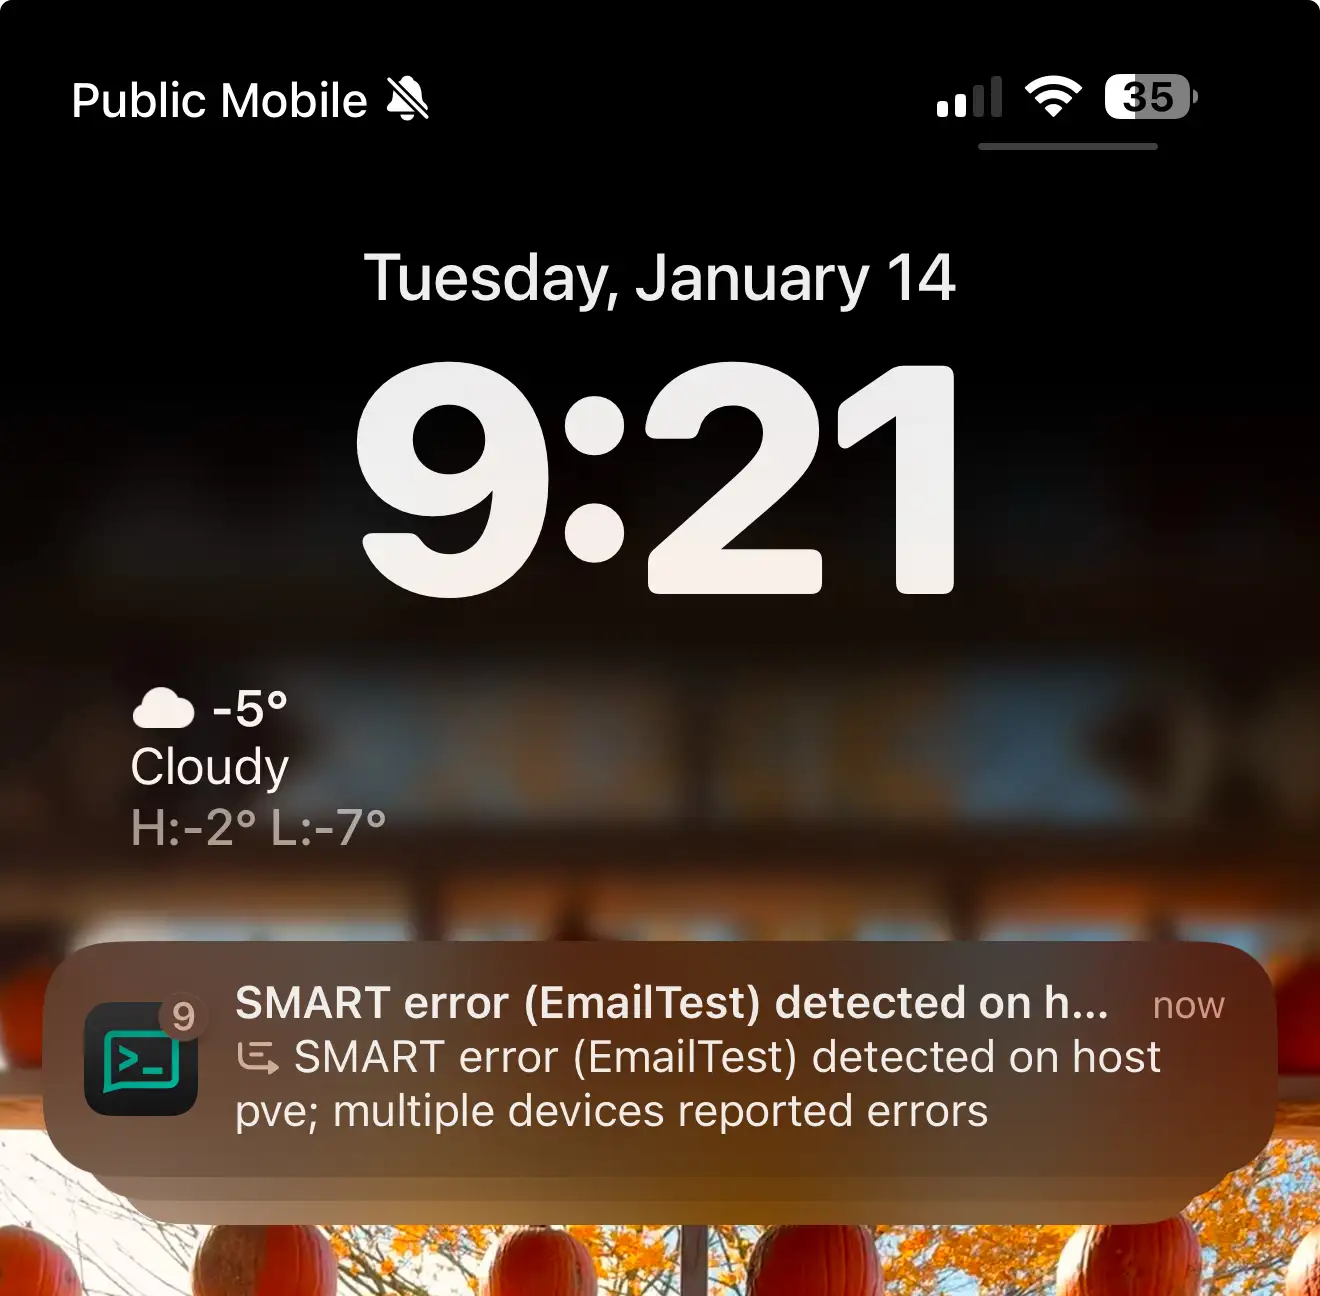 Public Mobile
35
Tuesday, January 14
9:21
-5°
Cloudy
H:-2° L:-7°
9
SMART error (EmailTest) detected on h... now
SMART error (EmailTest) detected on host
pve; multiple devices reported errors